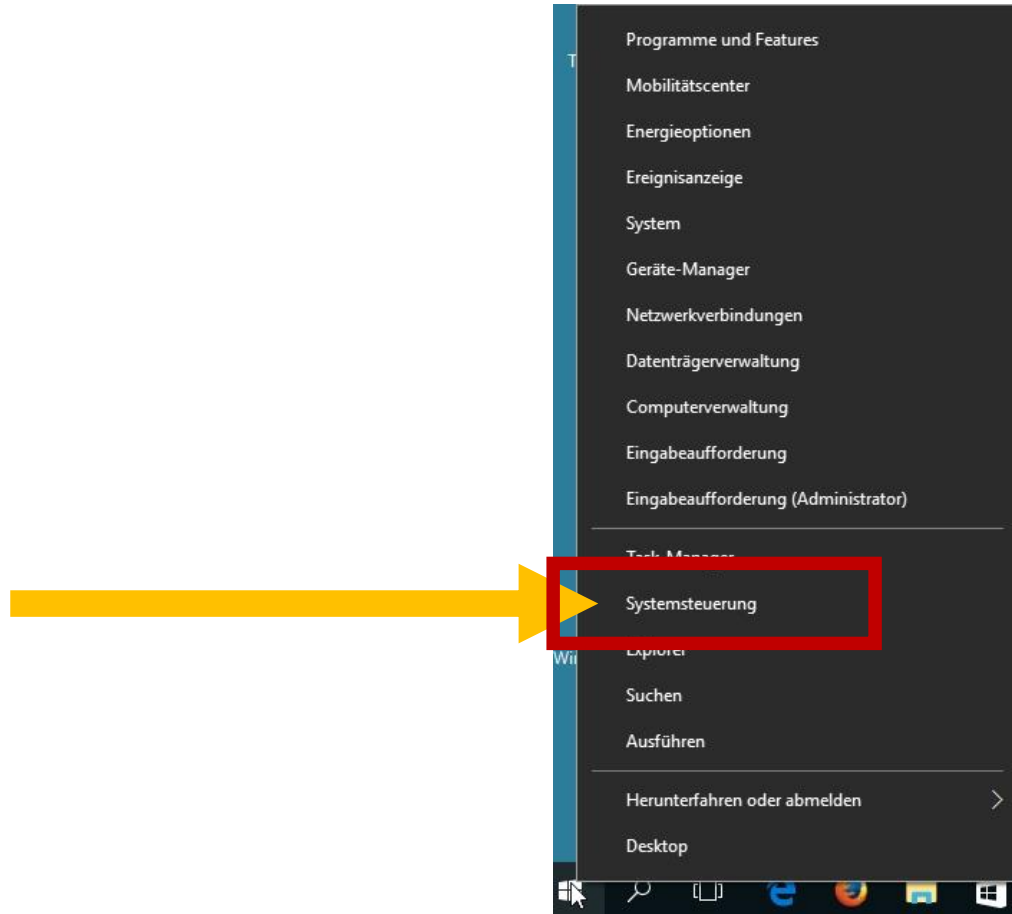 Programme und Features
T
Mobilitätscenter
Energieoptionen
Ereignisanzeige
System
Geräte-Manager
Netzwerkverbindungen
Datenträgerverwaltung
Computerverwaltung
Eingabeaufforderung
Eingabeaufforderung (Administrator)
Task-Manager
Systemsteuerung
Explorer
Wi
Suchen
Ausführen
Herunterfahren oder abmelden
Desktop